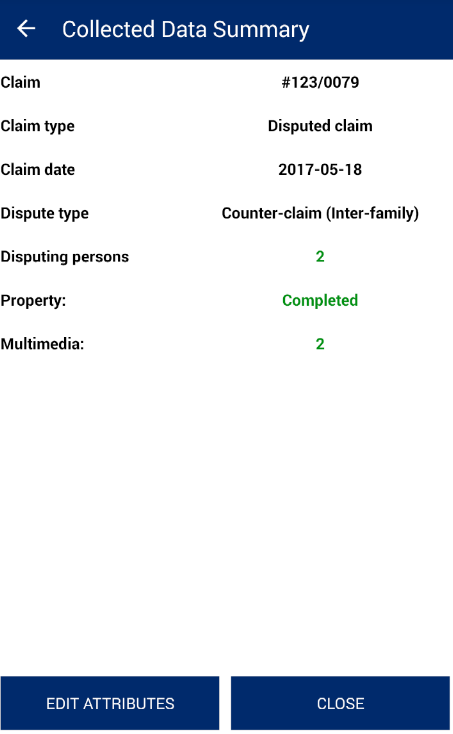 Collected Data Summary
Claim #123/0079
Claim type Disputed claim
Claim date 2017-05-18
Dispute type Counter-claim (Inter-family)
Disputing persons 2
Property: Completed
Multimedia: 2
EDIT ATTRIBUTES CLOSE